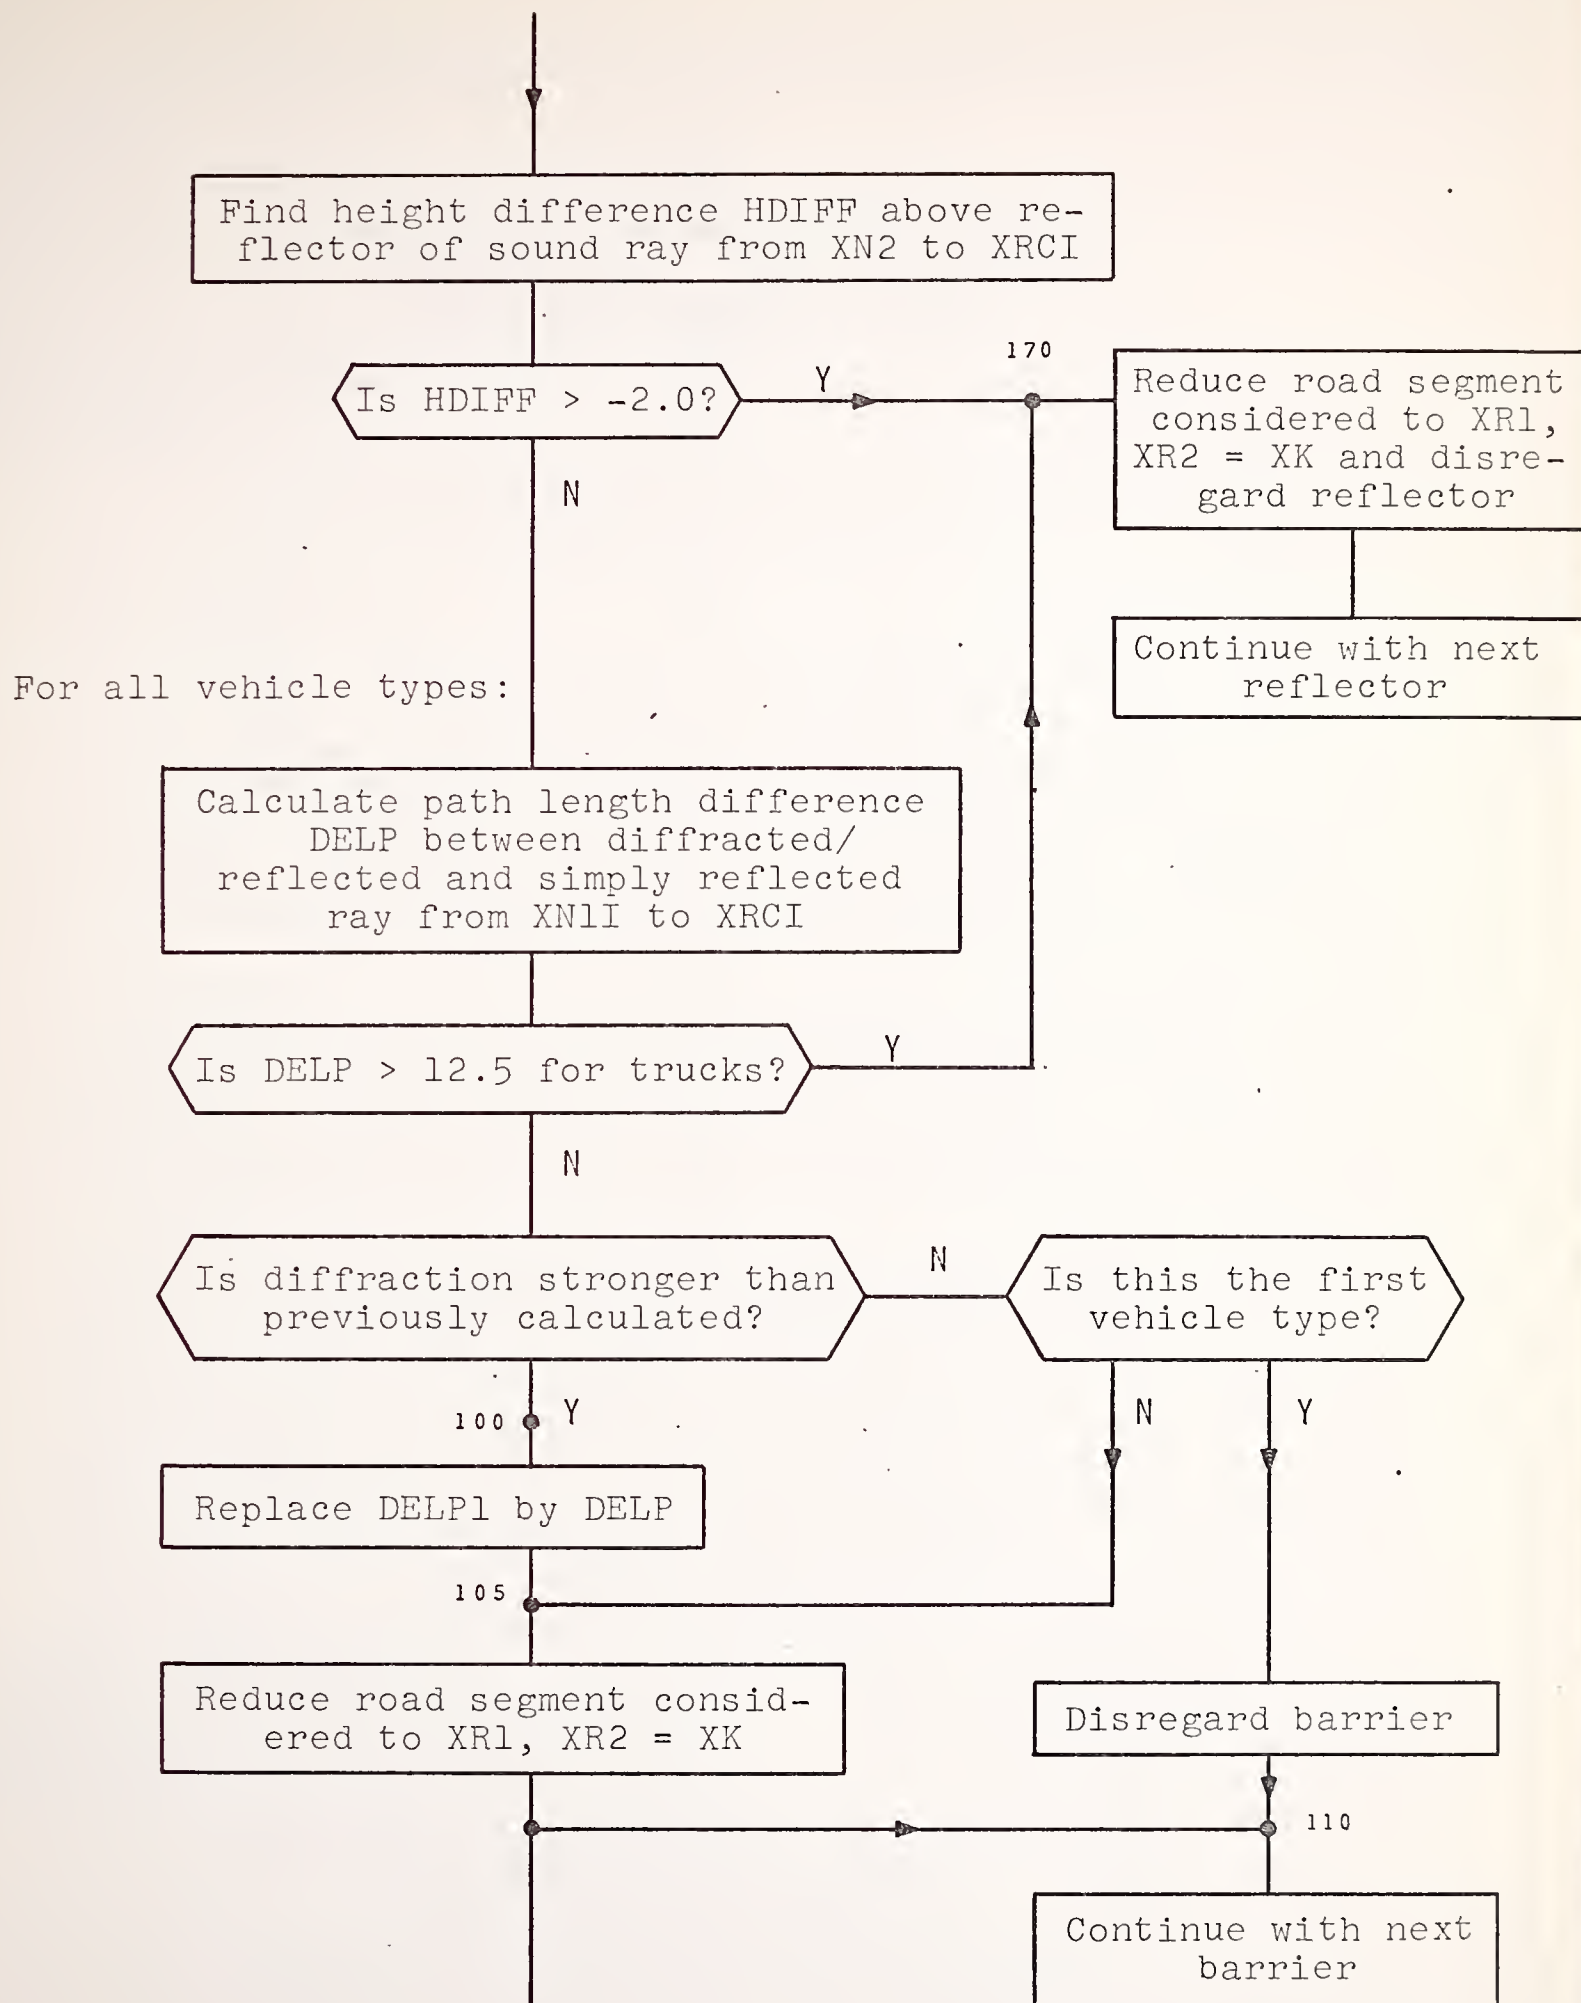 Find height difference HDIFF above re-
flector of sound ray from XN2 to XRCI
Is HDIFF > -2.0?
Y
170
Reduce road segment
considered to XR1,
XR2 = XK and disre-
gard reflector
N
Continue with next
reflector
For all vehicle types:
Calculate path length difference
DELP between diffracted/
reflected and simply reflected
ray from XN1I to XRCI
Is DELP > 12.5 for trucks?
Y
N
Is diffraction stronger than
previously calculated?
N
Is this the first
vehicle type?
100
Y
N
Y
Replace DELP1 by DELP
105
Reduce road segment consid-
ered to XR1, XR2 = XK
Disregard barrier
110
Continue with next
barrier